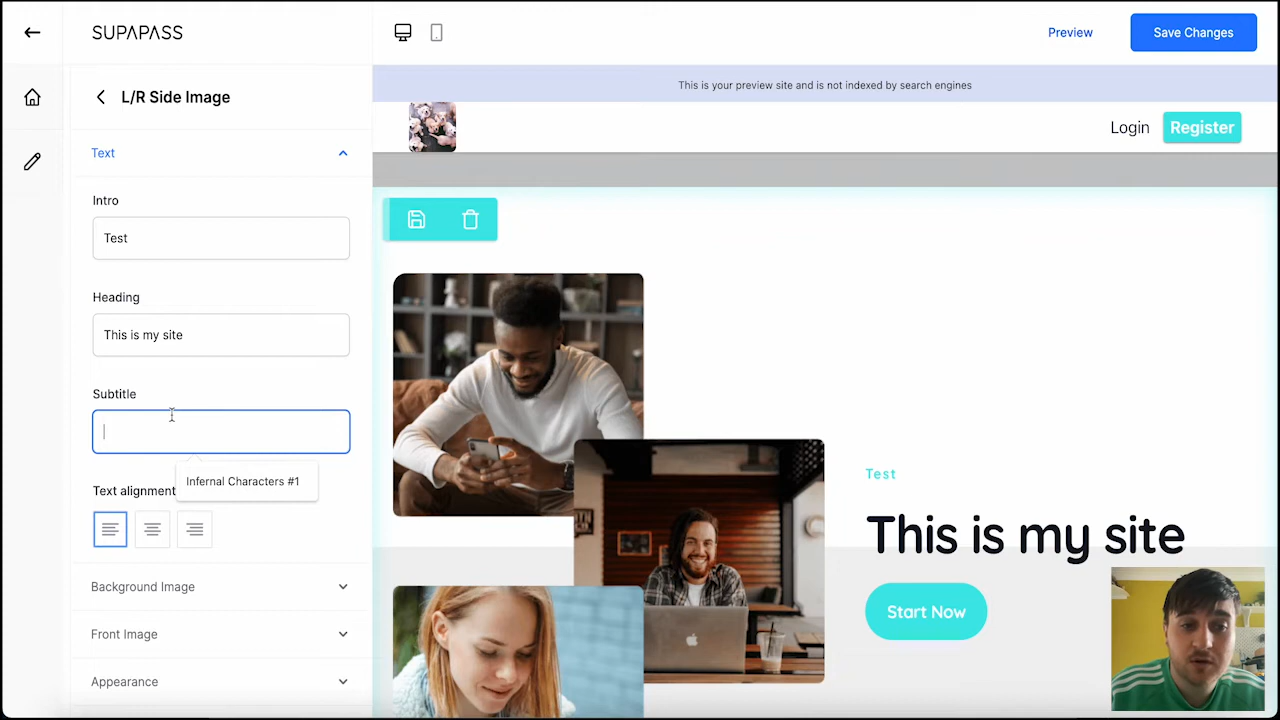 SUPAPASS
Preview
Save Changes
This is your preview site and is not indexed by search engines
L/R Side Image
Login
Register
Text
Intro
Test
Heading
This is my site
Subtitle
Infernal Characters #1
Text alignment
Background Image
Front Image
Appearance
Test
This is my site
Start Now